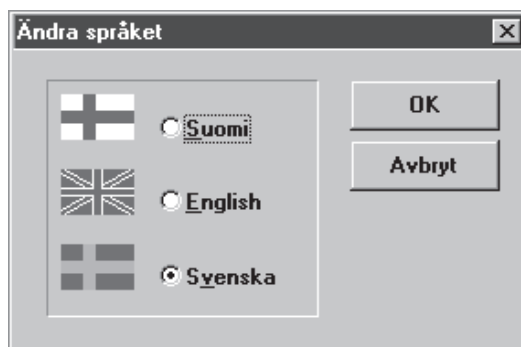 Ändra språket
Suomi
English
Svenska
OK
Avbryt